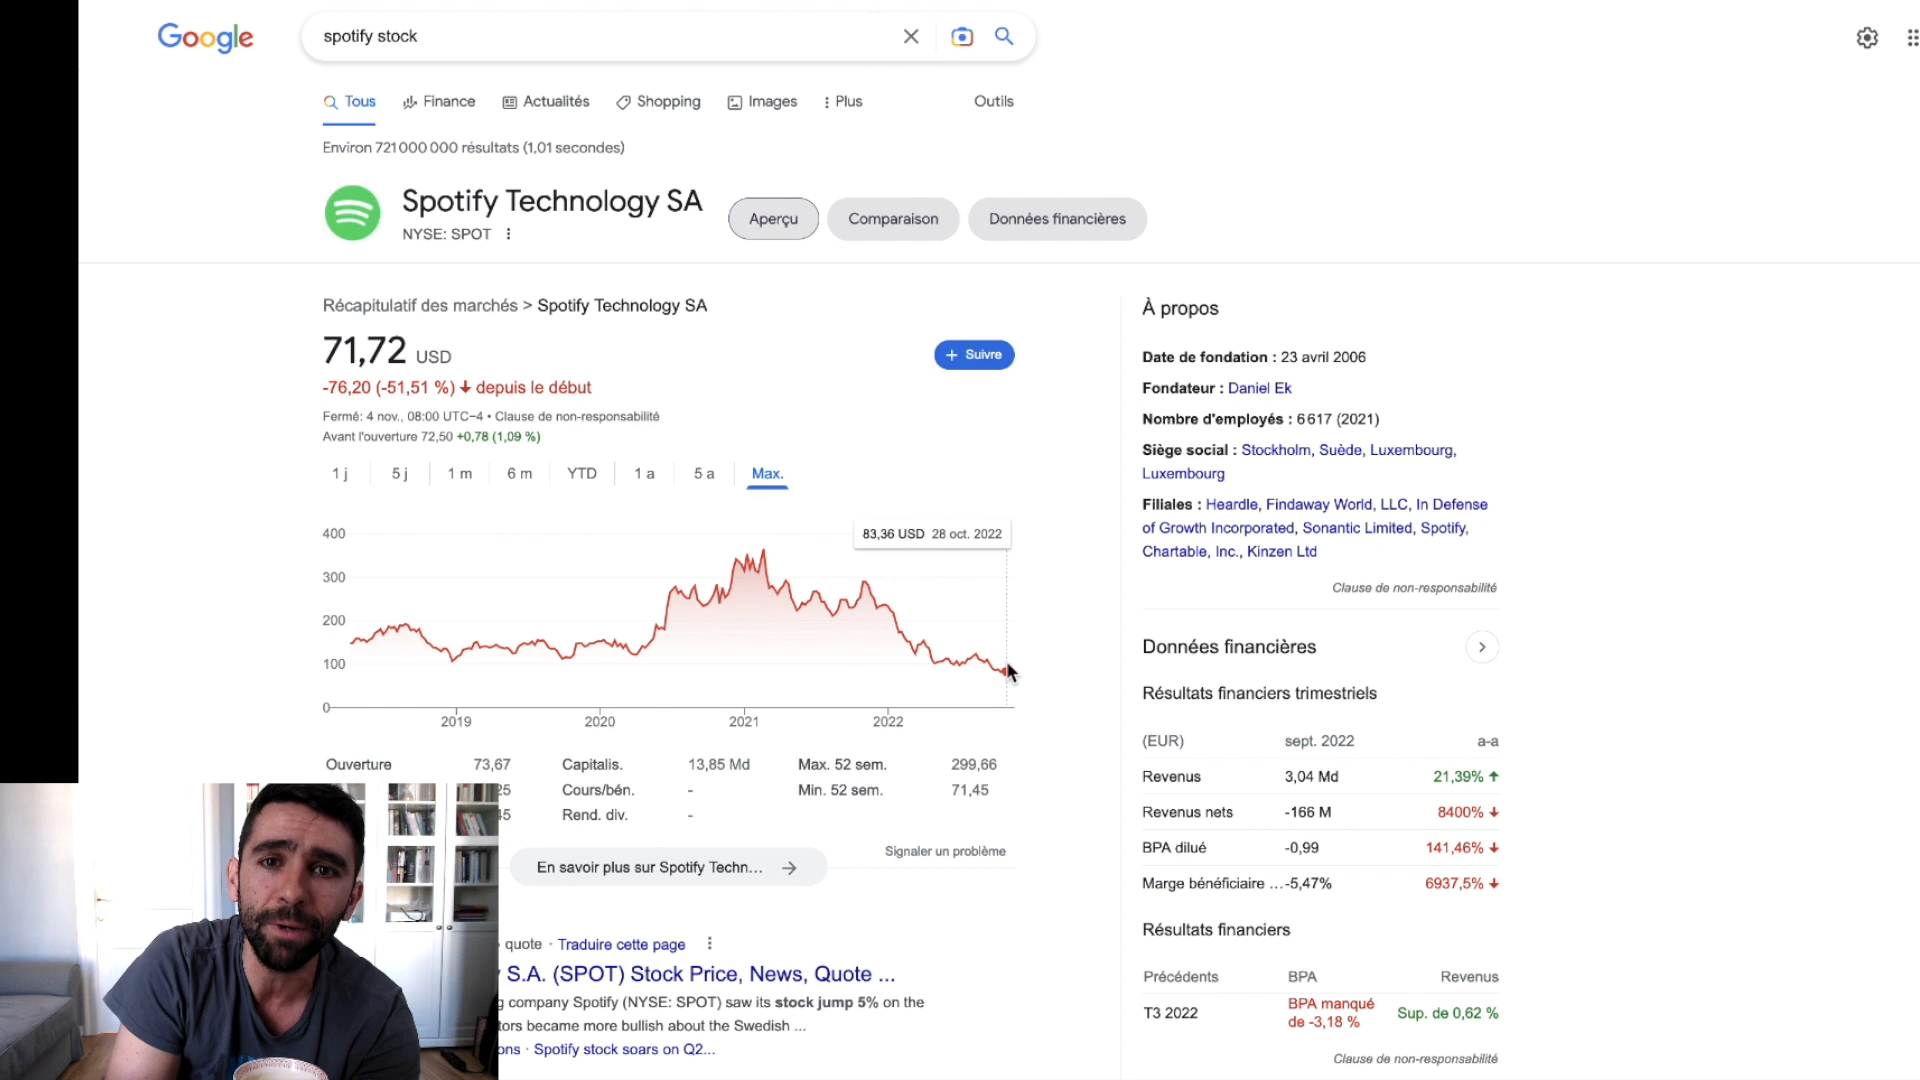 Google
spotify stock
Tous
Finance
Actualités
Shopping
Images
Plus
Outils
Environ 721 000 000 résultats (1,01 secondes)
Spotify Technology SA
NYSE: SPOT
Aperçu
Comparaison
Données financières
Récapitulatif des marchés > Spotify Technology SA
71,72 USD
+ Suivre
-76,20 (-51,51 %) depuis le début
Fermé: 4 nov., 08:00 UTC−4 • Clause de non-responsabilité
Avant l'ouverture 72,50 +0,78 (1,09 %)
1 j 5 j 1 m 6 m YTD 1 a 5 a Max.
83,36 USD 28 oct. 2022
400
300
200
100
0
2019 2020 2021 2022
Ouverture 73,67 Capitalis. 13,85 Md Max. 52 sem. 299,66
25 Cours/bén. - Min. 52 sem. 71,45
45 Rend. div. -
Signaler un problème
En savoir plus sur Spotify Techn...
quote · Traduire cette page
S.A. (SPOT) Stock Price, News, Quote ...
g company Spotify (NYSE: SPOT) saw its stock jump 5% on the
tors became more bullish about the Swedish ...
ons · Spotify stock soars on Q2...
À propos
Date de fondation : 23 avril 2006
Fondateur : Daniel Ek
Nombre d'employés : 6 617 (2021)
Siège social : Stockholm, Suède, Luxembourg,
Luxembourg
Filiales : Heardle, Findaway World, LLC, In Defense
of Growth Incorporated, Sonantic Limited, Spotify,
Chartable, Inc., Kinzen Ltd
Clause de non-responsabilité
Données financières
Résultats financiers trimestriels
(EUR) sept. 2022 a-a
Revenus 3,04 Md 21,39%
Revenus nets -166 M 8400%
BPA dilué -0,99 141,46%
Marge bénéficiaire ... -5,47% 6937,5%
Résultats financiers
Précédents BPA Revenus
T3 2022 BPA manqué de -3,18 % Sup. de 0,62 %
Clause de non-responsabilité